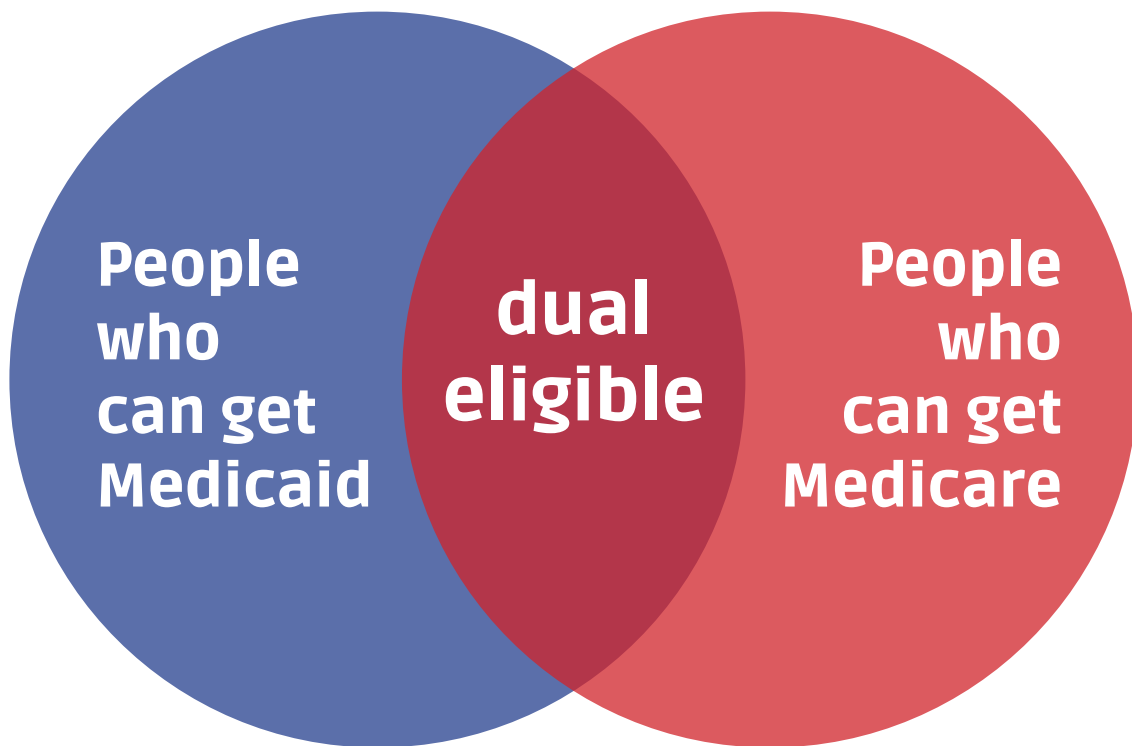 People
who
can get
Medicaid
dual
eligible
People
who
can get
Medicare